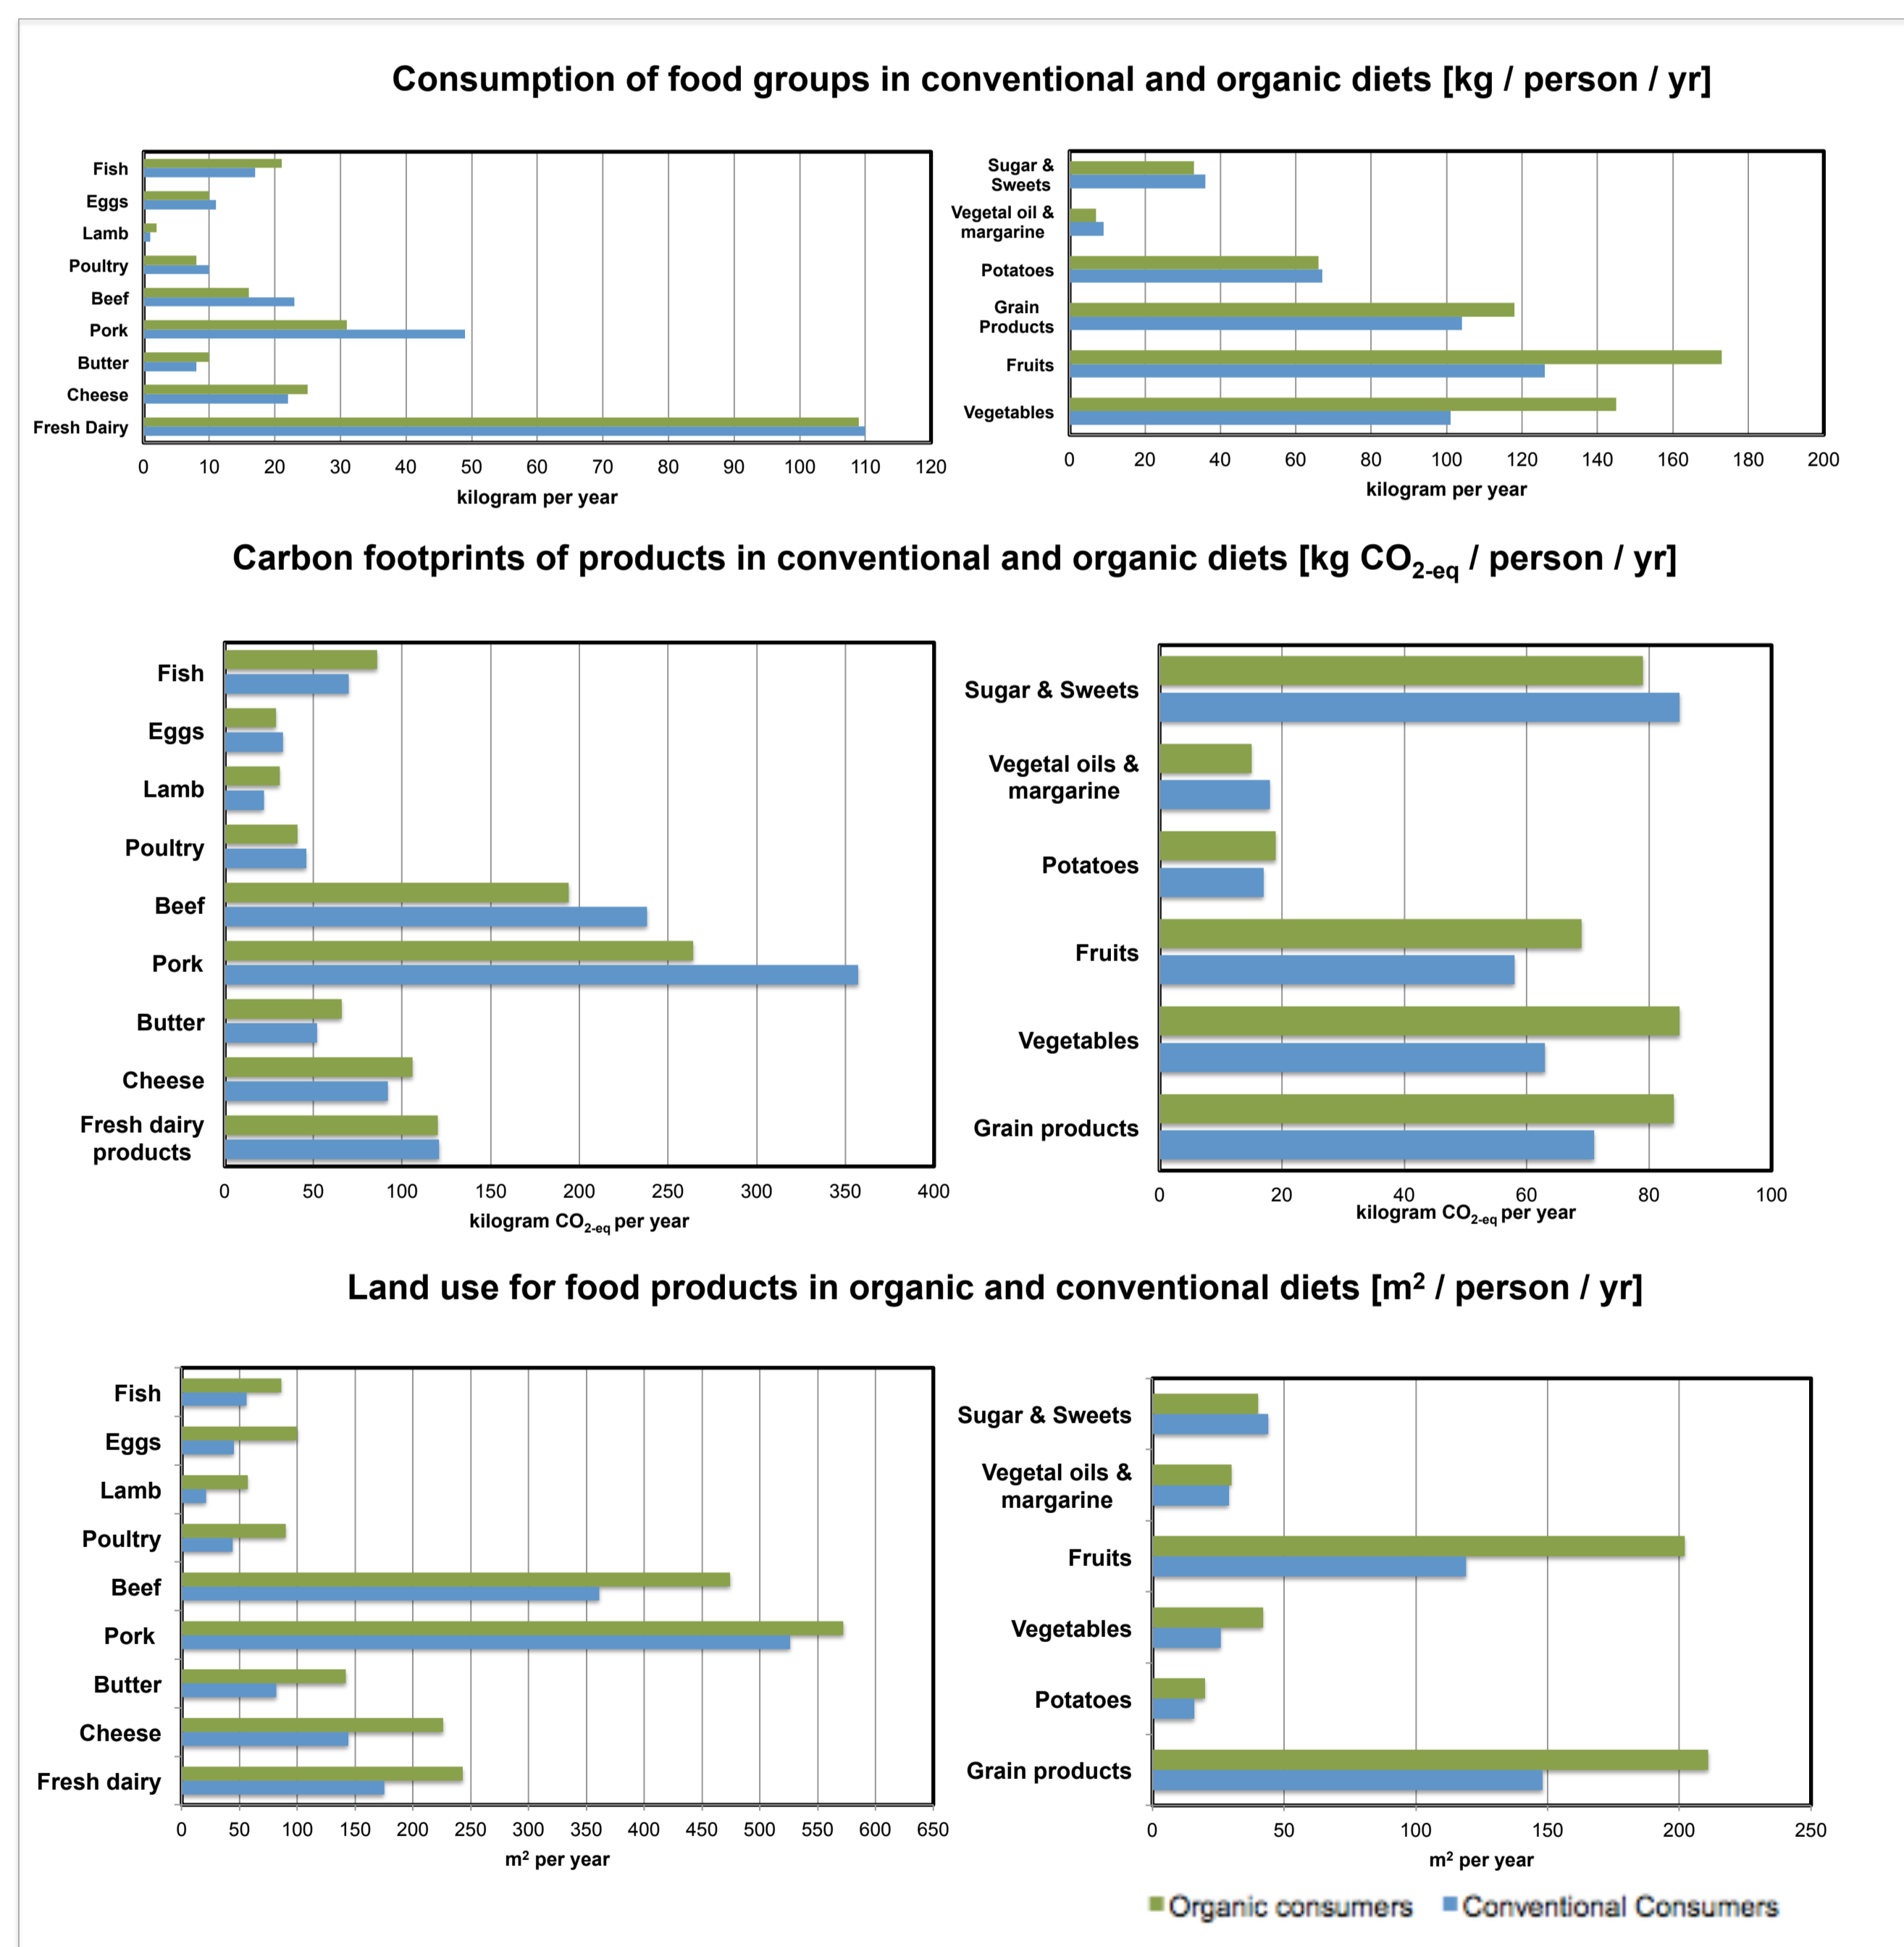 Consumption of food groups in conventional and organic diets [kg / person / yr]
Fish
Eggs
Lamb
Poultry
Beef
Pork
Butter
Cheese
Fresh Dairy
0 10 20 30 40 50 60 70 80 90 100 110 120
kilogram per year
Sugar &
Sweets
Vegetal oil &
margarine
Potatoes
Grain
Products
Fruits
Vegetables
0 20 40 60 80 100 120 140 160 180 200
kilogram per year
Carbon footprints of products in conventional and organic diets [kg CO2-eq / person / yr]
Fish
Eggs
Lamb
Poultry
Beef
Pork
Butter
Cheese
Fresh dairy
products
0 50 100 150 200 250 300 350 400
kilogram CO2-eq per year
Sugar & Sweets
Vegetal oils &
margarine
Potatoes
Fruits
Vegetables
Grain products
0 20 40 60 80 100
kilogram CO2-eq per year
Land use for food products in organic and conventional diets [m² / person / yr]
Fish
Eggs
Lamb
Poultry
Beef
Pork
Butter
Cheese
Fresh dairy
0 50 100 150 200 250 300 350 400 450 500 550 600 650
m² per year
Sugar & Sweets
Vegetal oils &
margarine
Fruits
Vegetables
Potatoes
Grain products
0 50 100 150 200 250
m² per year
Organic consumers Conventional Consumers